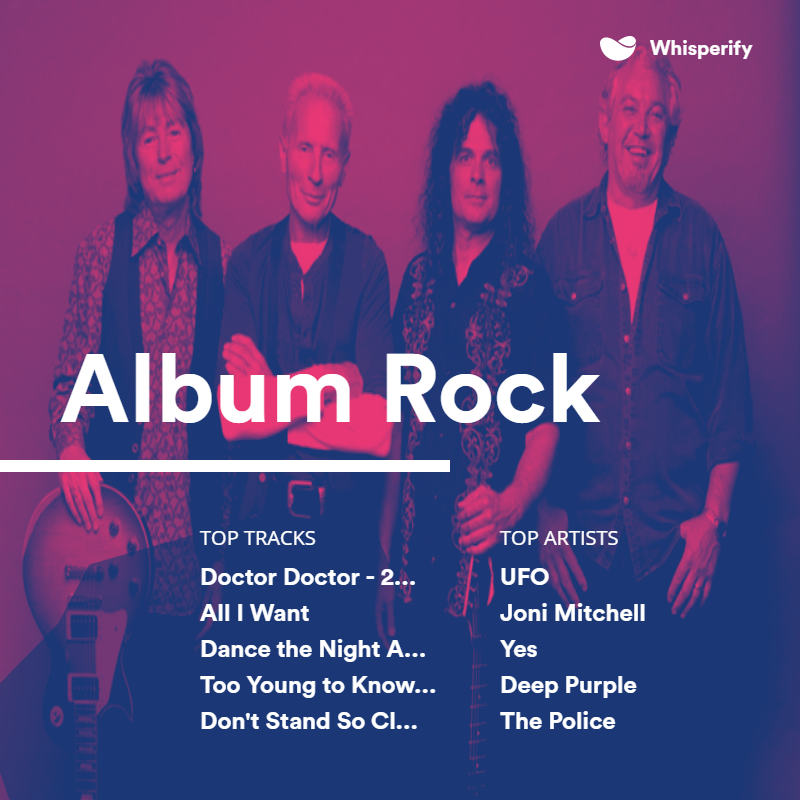 Whisperify
Album Rock
TOP TRACKS
Doctor Doctor - 2...
All I Want
Dance the Night A...
Too Young to Know...
Don't Stand So Cl...
TOP ARTISTS
UFO
Joni Mitchell
Yes
Deep Purple
The Police